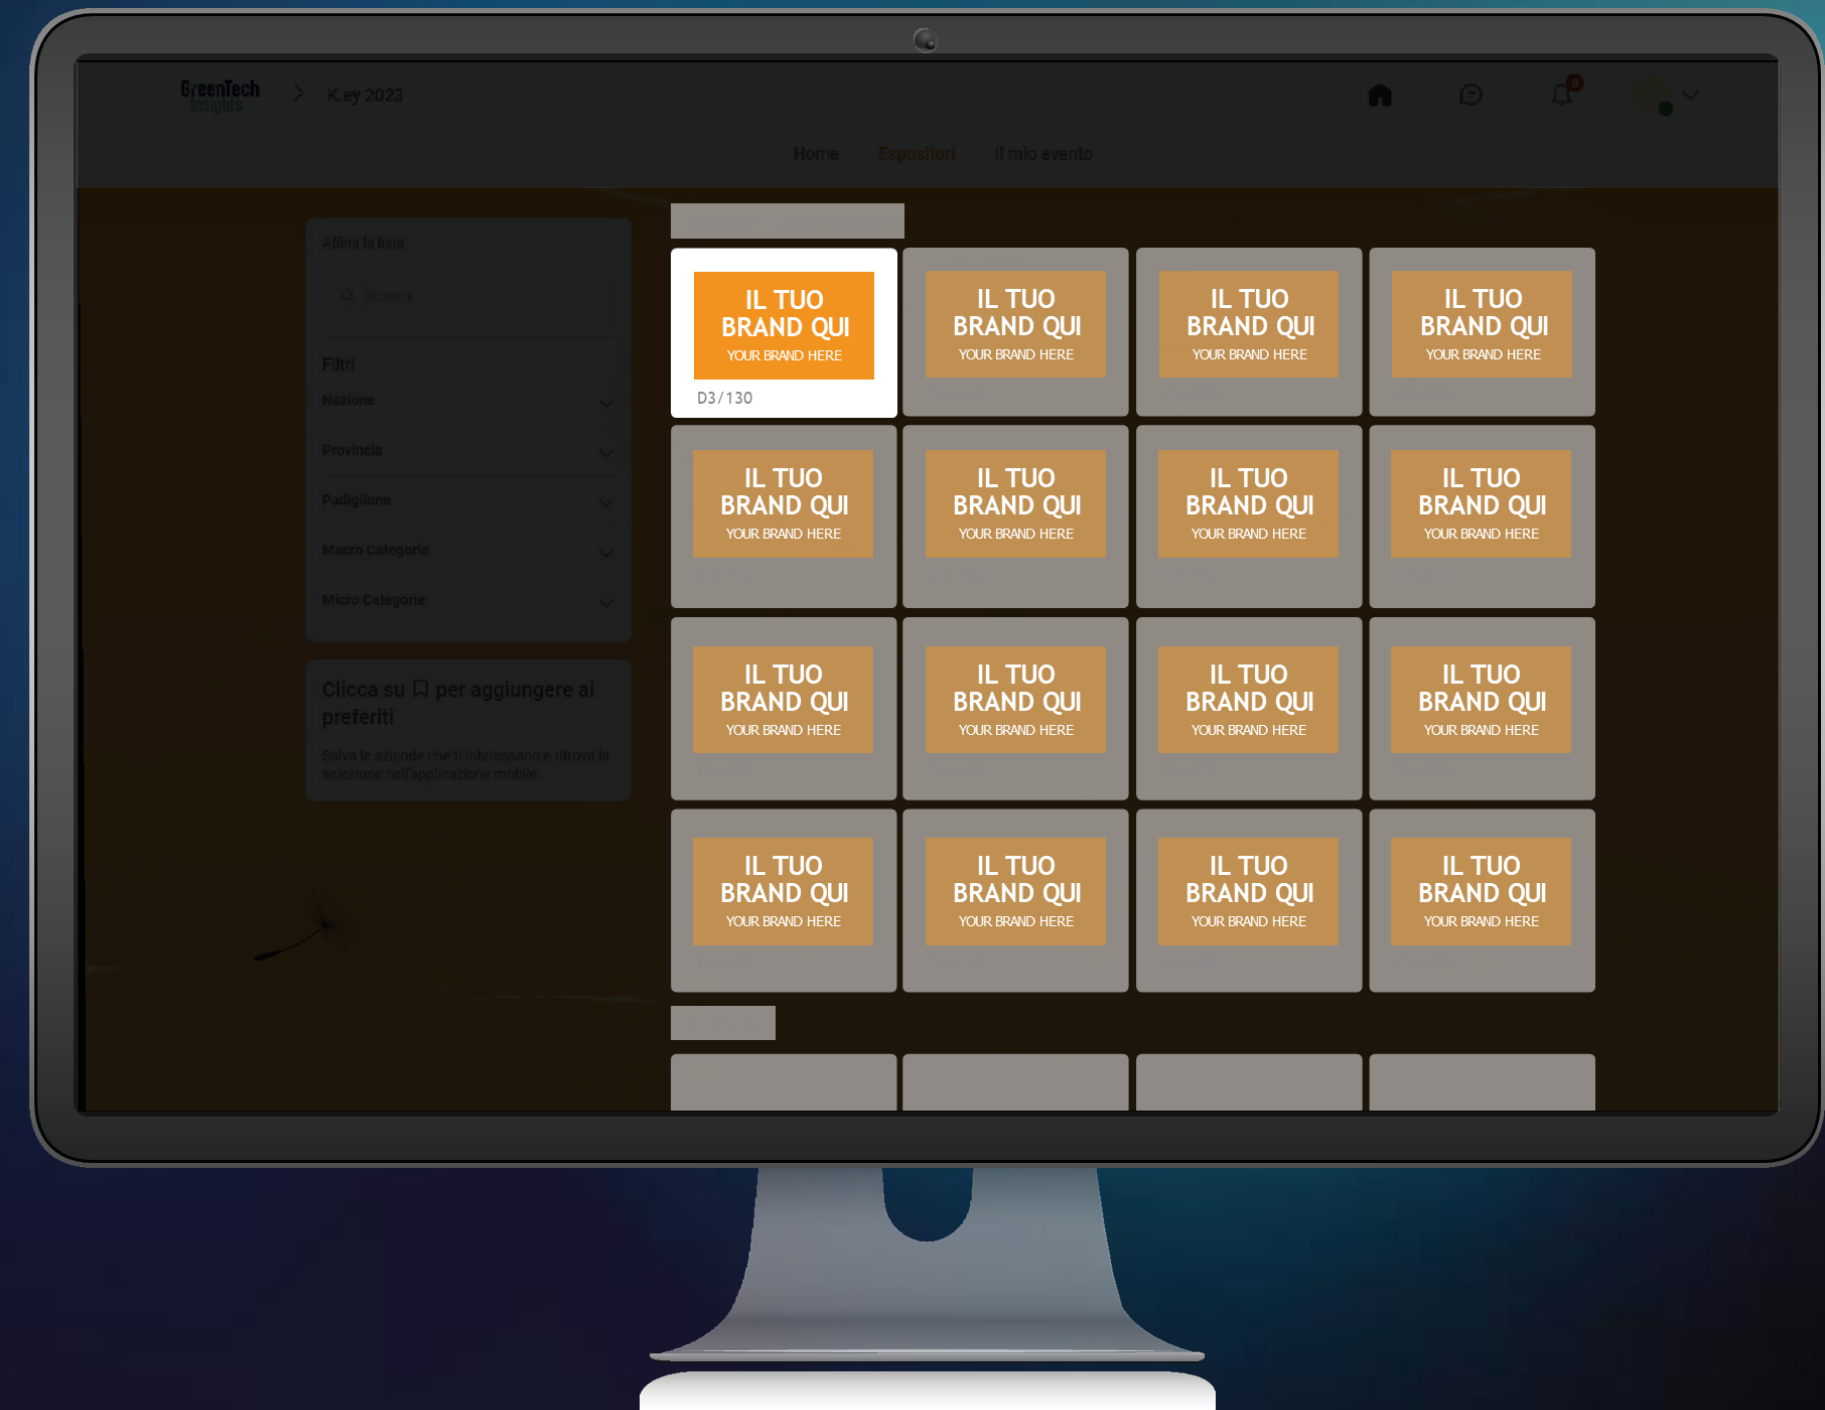 GreenTech
Insights
K.ey 2023
Home
Espositori
Il mio evento
Affina la lista
Ricerca
Filtri
Nazione
Provincia
Padiglione
Macro Categorie
Micro Categorie
Clicca su per aggiungere ai
preferiti
Salva le aziende che ti interessano e ritrova la
selezione nell'applicazione mobile.
IL TUO
BRAND QUI
YOUR BRAND HERE
D3/130
IL TUO
BRAND QUI
YOUR BRAND HERE
IL TUO
BRAND QUI
YOUR BRAND HERE
IL TUO
BRAND QUI
YOUR BRAND HERE
IL TUO
BRAND QUI
YOUR BRAND HERE
IL TUO
BRAND QUI
YOUR BRAND HERE
IL TUO
BRAND QUI
YOUR BRAND HERE
IL TUO
BRAND QUI
YOUR BRAND HERE
IL TUO
BRAND QUI
YOUR BRAND HERE
IL TUO
BRAND QUI
YOUR BRAND HERE
IL TUO
BRAND QUI
YOUR BRAND HERE
IL TUO
BRAND QUI
YOUR BRAND HERE
IL TUO
BRAND QUI
YOUR BRAND HERE
IL TUO
BRAND QUI
YOUR BRAND HERE
IL TUO
BRAND QUI
YOUR BRAND HERE
IL TUO
BRAND QUI
YOUR BRAND HERE